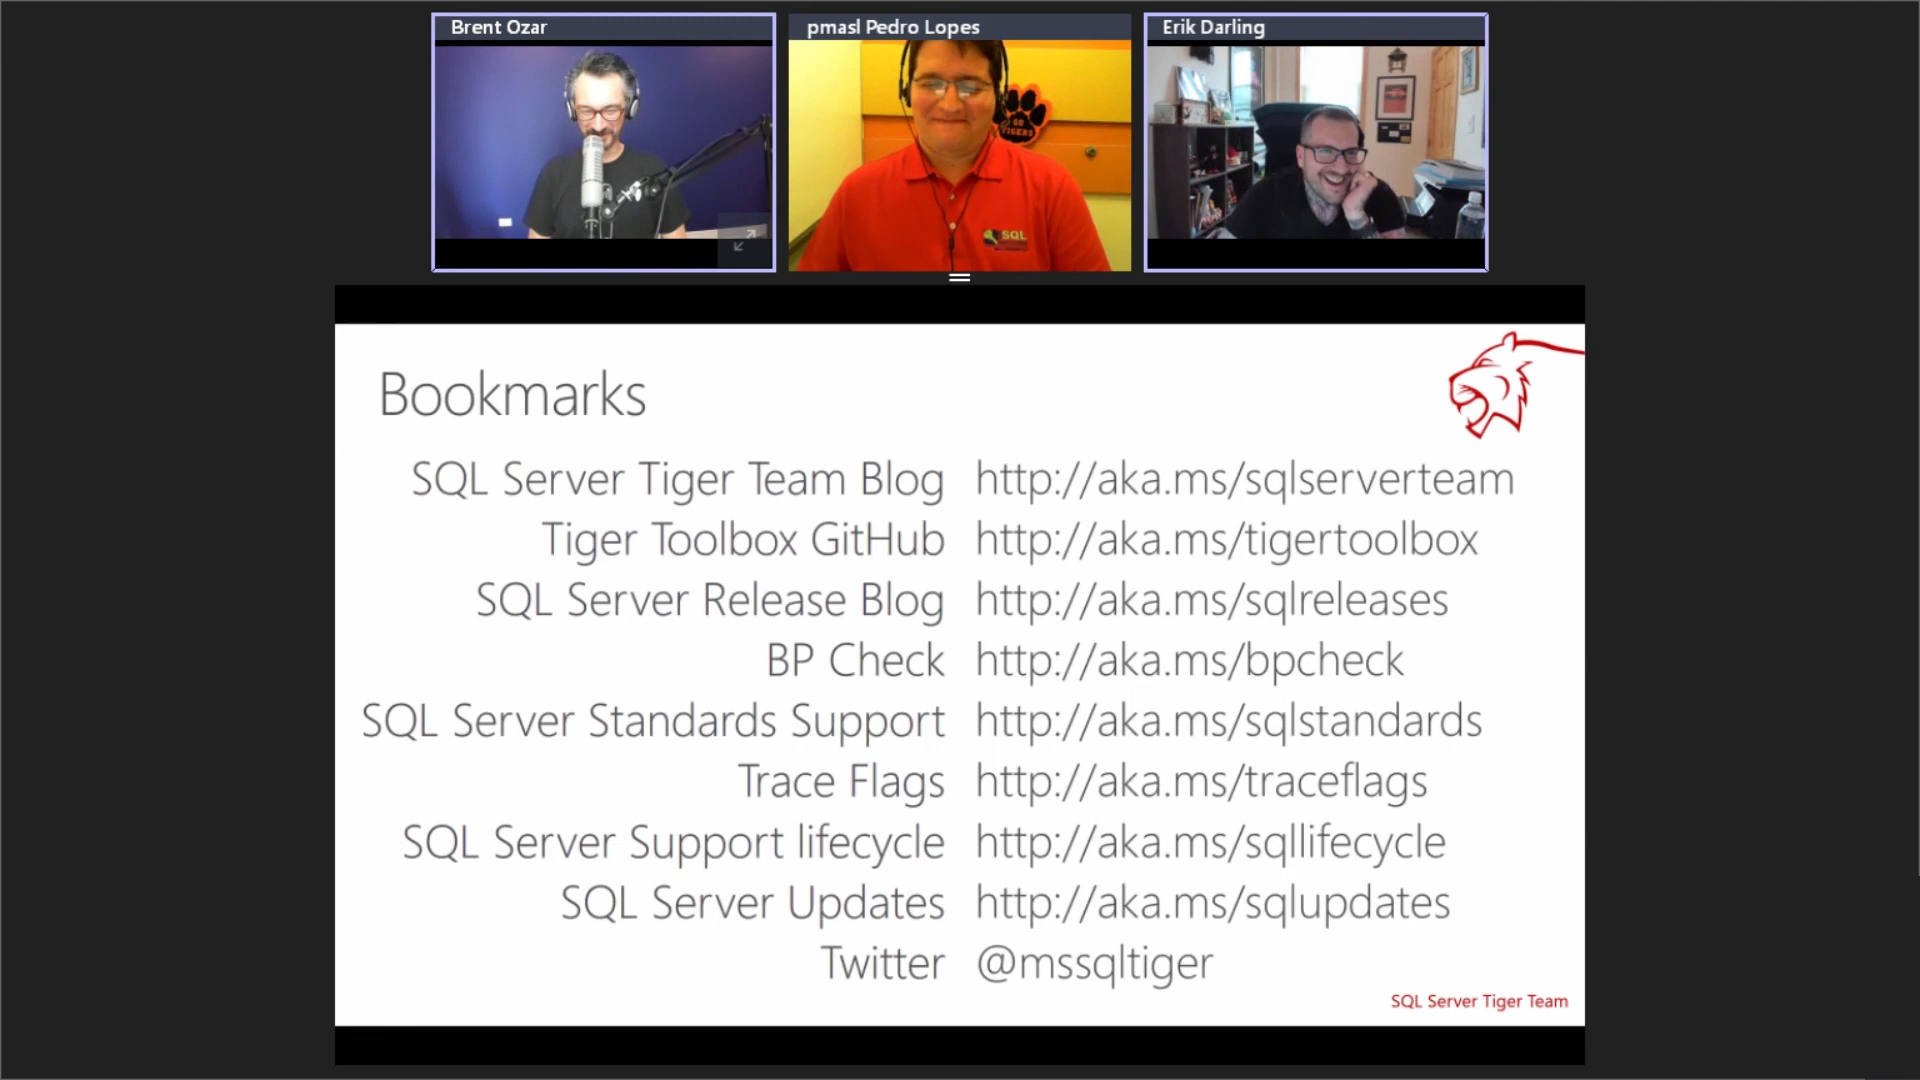 Brent Ozar
pmasl Pedro Lopes
Erik Darling
GO
TIGERS
SQL
Bookmarks
SQL Server Tiger Team Blog http://aka.ms/sqlserverteam
Tiger Toolbox GitHub http://aka.ms/tigertoolbox
SQL Server Release Blog http://aka.ms/sqlreleases
BP Check http://aka.ms/bpcheck
SQL Server Standards Support http://aka.ms/sqlstandards
Trace Flags http://aka.ms/traceflags
SQL Server Support lifecycle http://aka.ms/sqllifecycle
SQL Server Updates http://aka.ms/sqlupdates
Twitter @mssqltiger
SQL Server Tiger Team